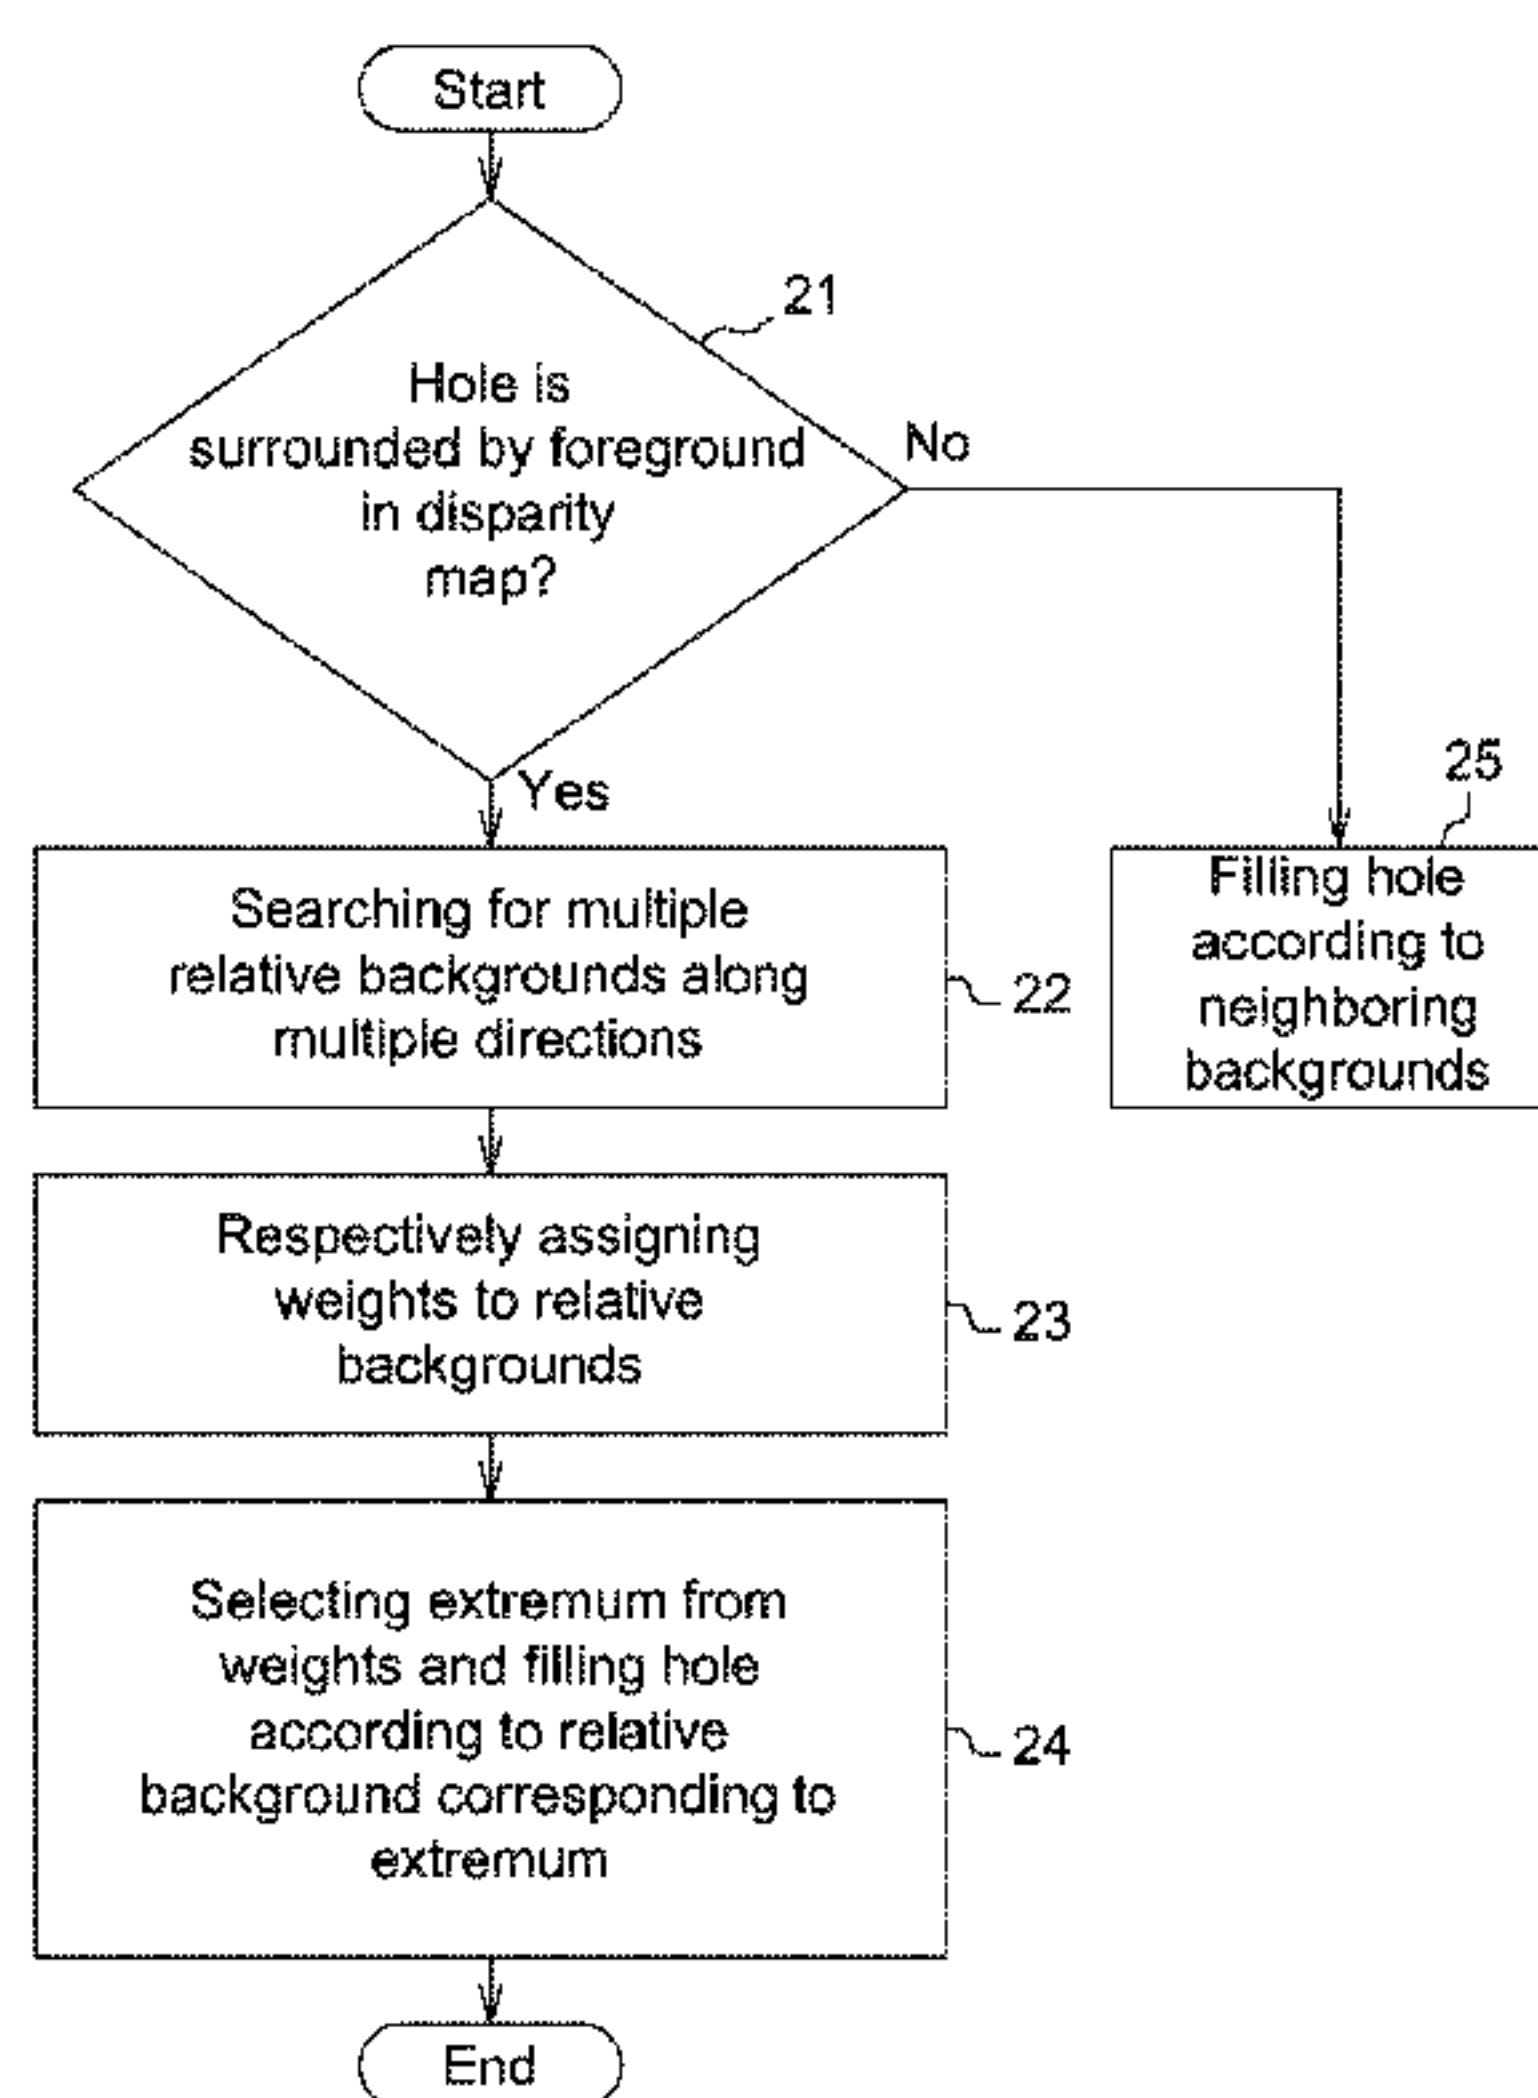 Start
21
Hole is
surrounded by foreground
in disparity
map?
No
Yes
25
Filling hole
according to
neighboring
backgrounds
Searching for multiple
relative backgrounds along
multiple directions
22
Respectively assigning
weights to relative
backgrounds
23
Selecting extremum from
weights and filling hole
according to relative
background corresponding to
extremum
24
End